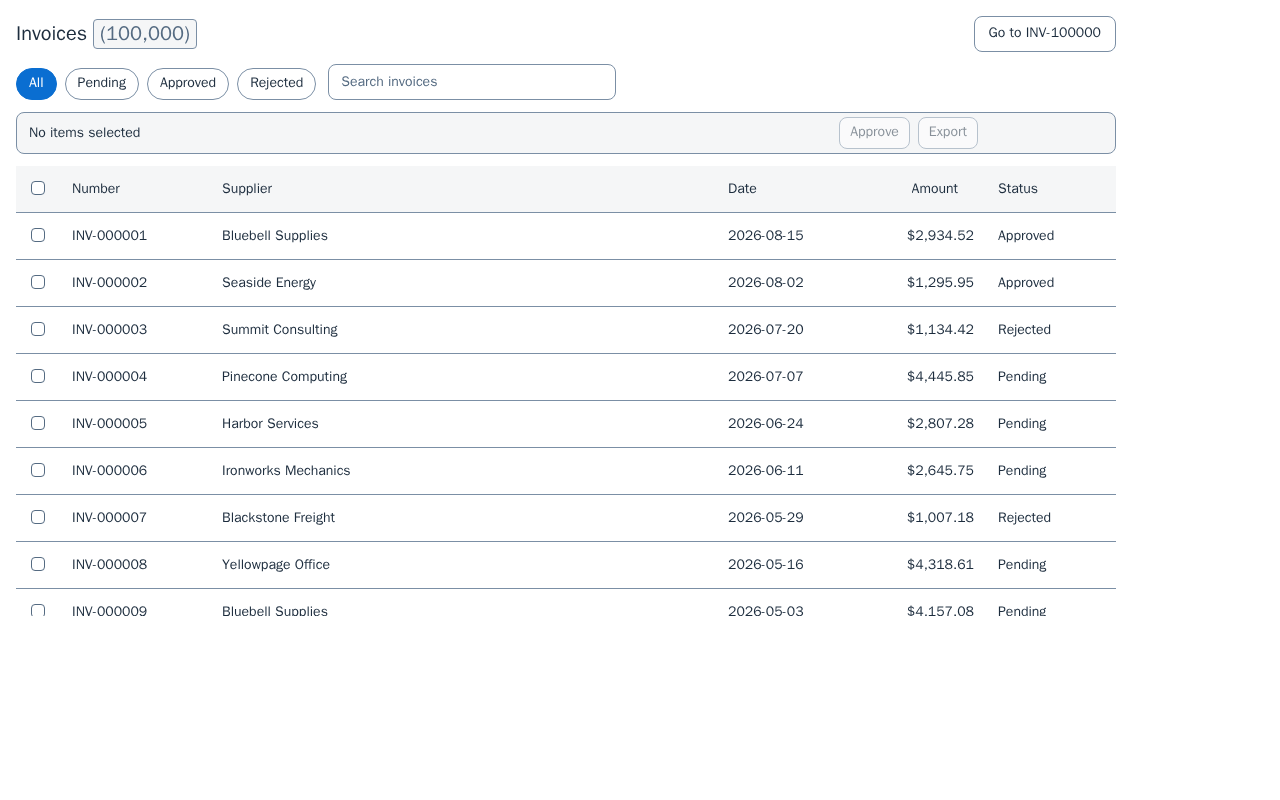 Invoices (100,000) Go to INV-100000
All Pending Approved Rejected Search invoices
No items selected Approve Export
Number Supplier Date Amount Status
INV-000001 Bluebell Supplies 2026-08-15 $2,934.52 Approved
INV-000002 Seaside Energy 2026-08-02 $1,295.95 Approved
INV-000003 Summit Consulting 2026-07-20 $1,134.42 Rejected
INV-000004 Pinecone Computing 2026-07-07 $4,445.85 Pending
INV-000005 Harbor Services 2026-06-24 $2,807.28 Pending
INV-000006 Ironworks Mechanics 2026-06-11 $2,645.75 Pending
INV-000007 Blackstone Freight 2026-05-29 $1,007.18 Rejected
INV-000008 Yellowpage Office 2026-05-16 $4,318.61 Pending
INV-000009 Bluebell Supplies 2026-05-03 $4,157.08 Pending